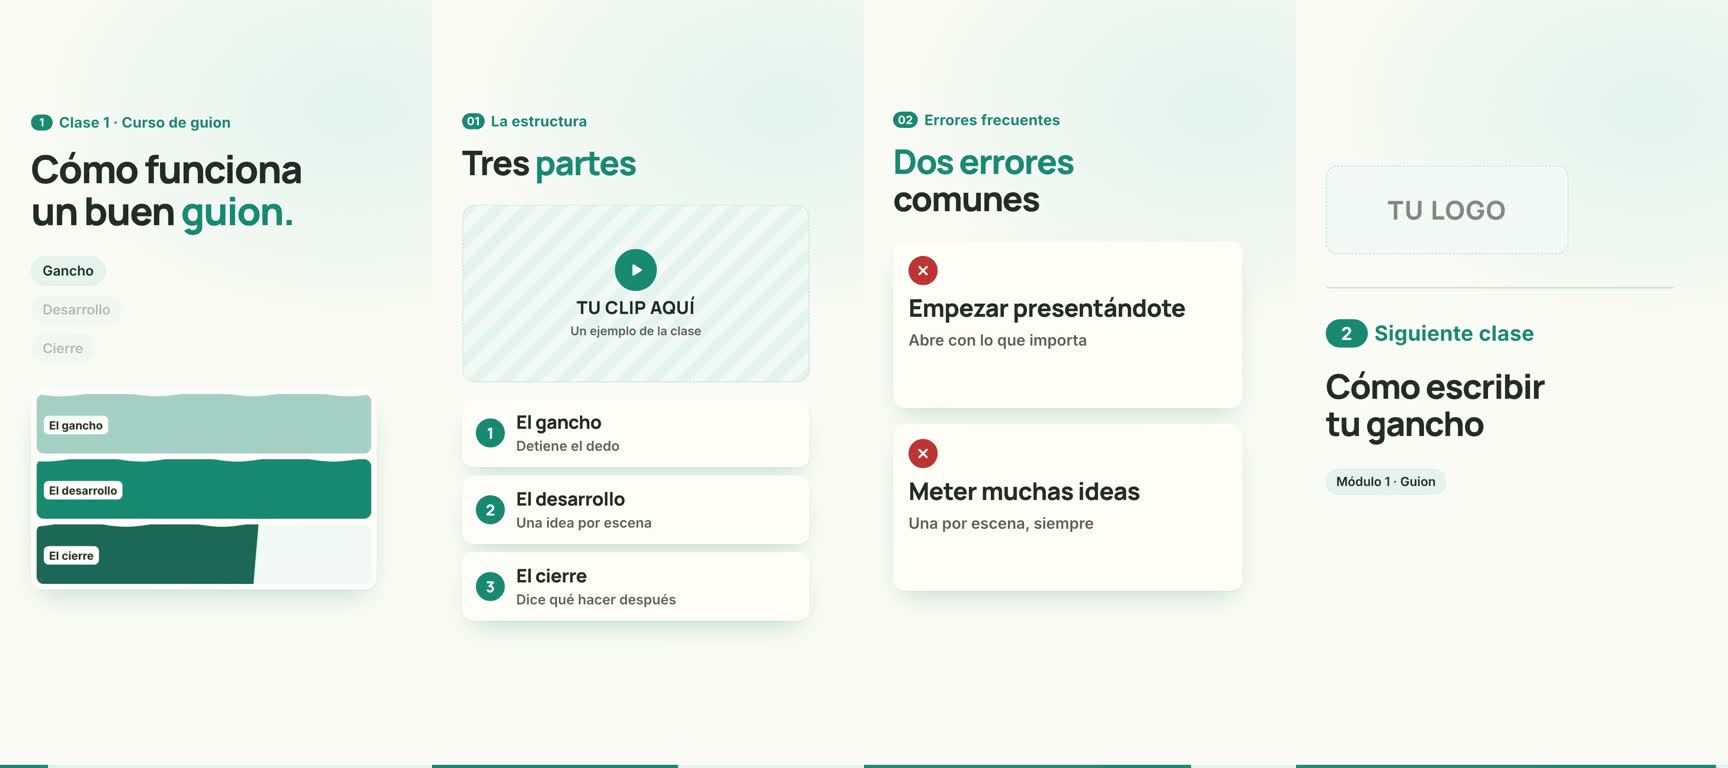 1 Clase 1 · Curso de guion
Cómo funciona
un buen guion.
Gancho
Desarrollo
Cierre
El gancho
El desarrollo
El cierre
01 La estructura
Tres partes
TU CLIP AQUÍ
Un ejemplo de la clase
1 El gancho
Detiene el dedo
2 El desarrollo
Una idea por escena
3 El cierre
Dice qué hacer después
02 Errores frecuentes
Dos errores
comunes
Empezar presentándote
Abre con lo que importa
Meter muchas ideas
Una por escena, siempre
TU LOGO
2 Siguiente clase
Cómo escribir
tu gancho
Módulo 1 · Guion